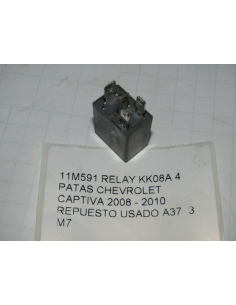 11M591 RELAY KK08A 4
PATAS CHEVROLET
CAPTIVA 2008 - 2010
REPUESTO USADO A37 3
M7